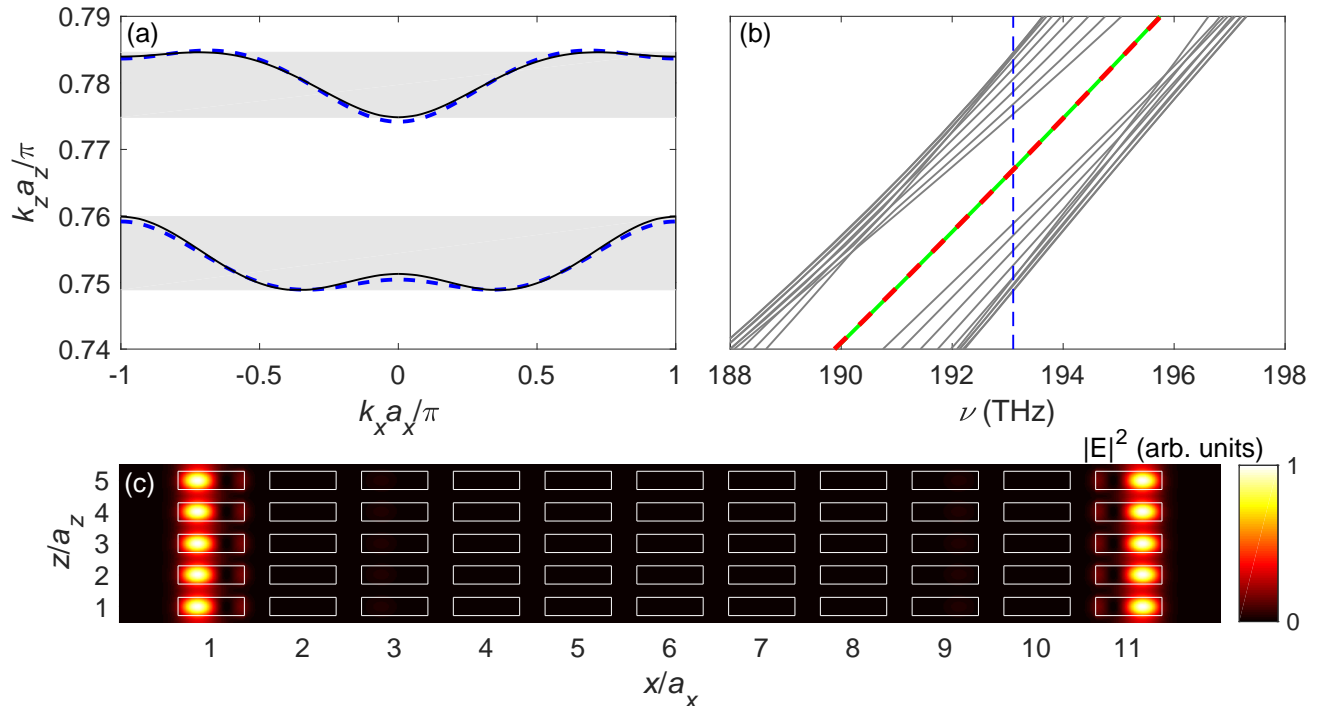 (a)
0.79
0.78
0.77
0.76
0.75
0.74
k_z a_z/π
-1 -0.5 0 0.5 1
k_x a_x/π
(b)
188 190 192 194 196 198
ν (THz)
|E|^2 (arb. units)
(c)
5
4
3
2
1
z/a_z
1 2 3 4 5 6 7 8 9 10 11
x/a_x
1
0